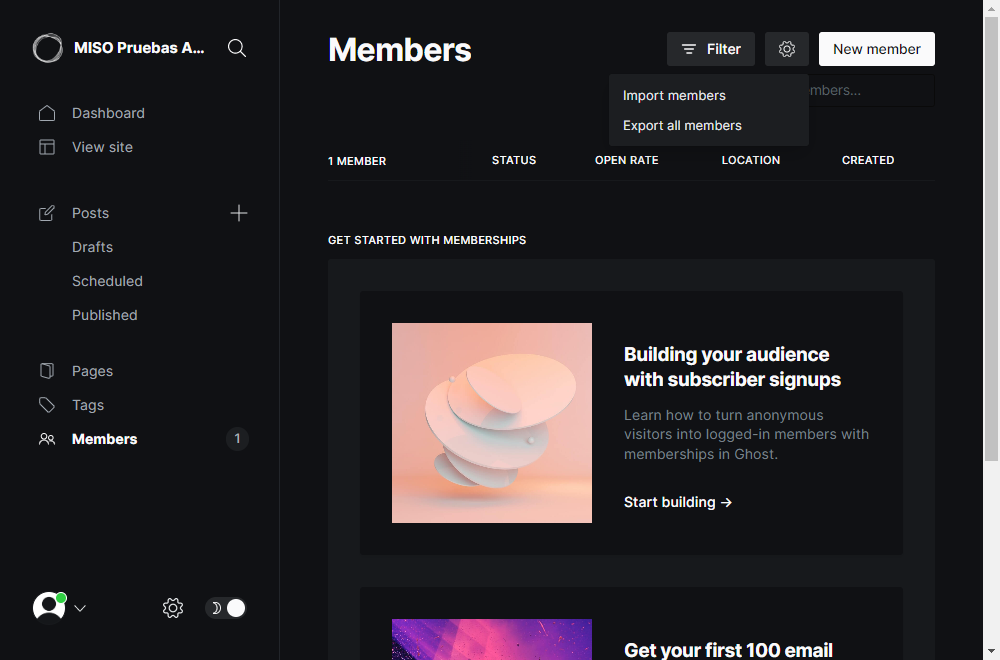 MISO Pruebas A...
Dashboard
View site
Posts
Drafts
Scheduled
Published
Pages
Tags
Members
1
Members
Filter
New member
Import members
Export all members
mbers...
1 MEMBER STATUS OPEN RATE LOCATION CREATED
GET STARTED WITH MEMBERSHIPS
Building your audience
with subscriber signups
Learn how to turn anonymous
visitors into logged-in members with
memberships in Ghost.
Start building →
Get your first 100 email